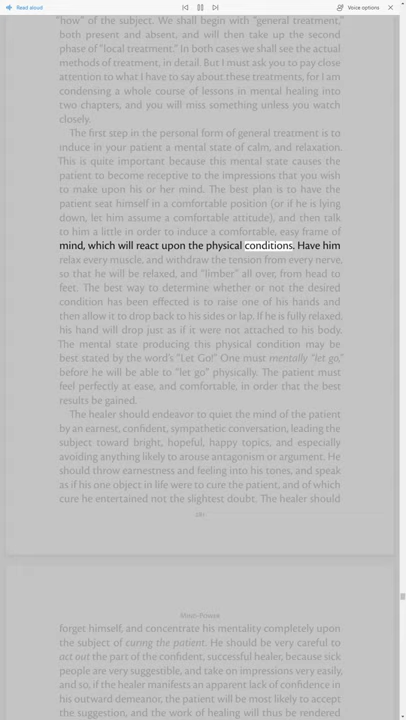 Read aloud
Voice options
"how" of the subject. We shall begin with "general treatment,"
both present and absent, and will then take up the second
phase of "local treatment." In both cases we shall see the actual
methods of treatment, in detail. But I must ask you to pay close
attention to what I have to say about these treatments, for I am
condensing a whole course of lessons in mental healing into
two chapters, and you will miss something unless you watch
closely.
The first step in the personal form of general treatment is to
induce in your patient a mental state of calm, and relaxation.
This is quite important because this mental state causes the
patient to become receptive to the impressions that you wish
to make upon his or her mind. The best plan is to have the
patient seat himself in a comfortable position (or if he is lying
down, let him assume a comfortable attitude), and then talk
to him a little in order to induce a comfortable, easy frame of
mind, which will react upon the physical conditions. Have him
relax every muscle, and withdraw the tension from every nerve,
so that he will be relaxed, and "limber" all over, from head to
feet. The best way to determine whether or not the desired
condition has been effected is to raise one of his hands and
then allow it to drop back to his sides or lap. If he is fully relaxed,
his hand will drop just as if it were not attached to his body.
The mental state producing this physical condition may be
best stated by the word's "Let Go!" One must mentally "let go,"
before he will be able to "let go" physically. The patient must
feel perfectly at ease, and comfortable, in order that the best
results be gained.
The healer should endeavor to quiet the mind of the patient
by an earnest, confident, sympathetic conversation, leading the
subject toward bright, hopeful, happy topics, and especially
avoiding anything likely to arouse antagonism or argument. He
should throw earnestness and feeling into his tones, and speak
as if his one object in life were to cure the patient, and of which
cure he entertained not the slightest doubt. The healer should
Mind-Power
forget himself, and concentrate his mentality completely upon
the subject of curing the patient. He should be very careful to
act out the part of the confident, successful healer, because sick
people are very suggestible, and take on impressions very easily,
and so, if the healer manifests an apparent lack of confidence in
his outward demeanor, the patient will be most likely to accept
the suggestion, and the work of healing will thus be rendered